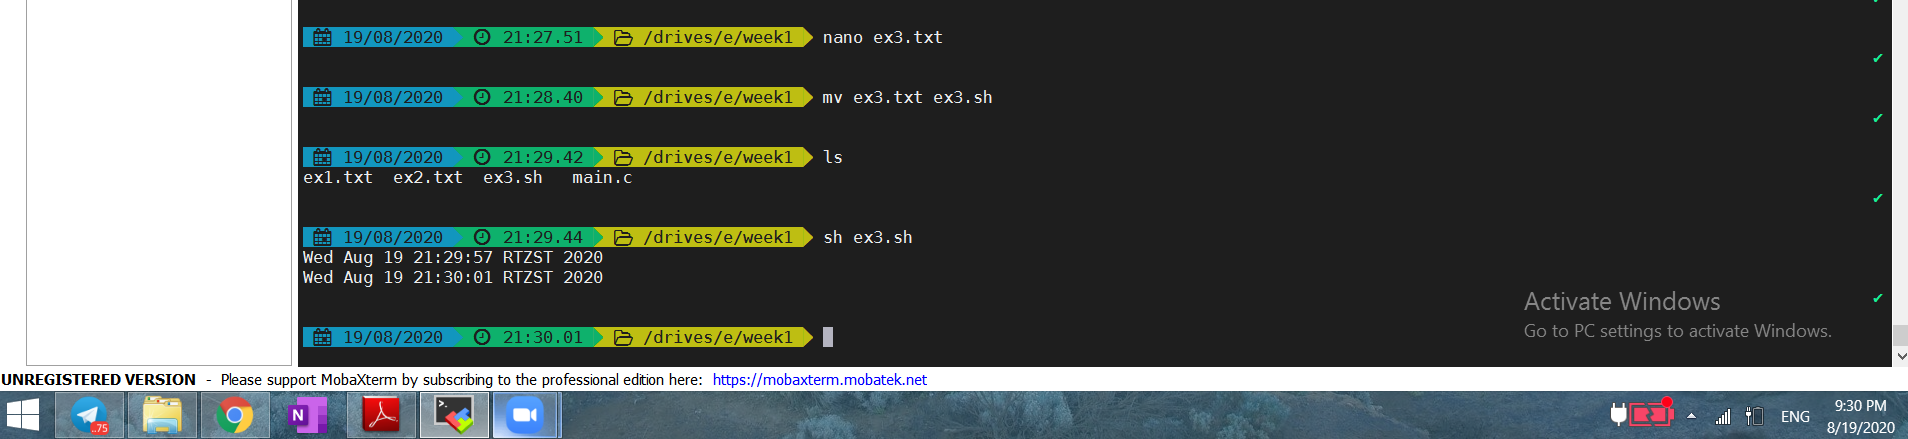 19/08/2020 21:27.51 /drives/e/week1 nano ex3.txt
19/08/2020 21:28.40 /drives/e/week1 mv ex3.txt ex3.sh
19/08/2020 21:29.42 /drives/e/week1 ls
ex1.txt ex2.txt ex3.sh main.c
19/08/2020 21:29.44 /drives/e/week1 sh ex3.sh
Wed Aug 19 21:29:57 RTZST 2020
Wed Aug 19 21:30:01 RTZST 2020
19/08/2020 21:30.01 /drives/e/week1
Activate Windows
Go to PC settings to activate Windows.
UNREGISTERED VERSION - Please support MobaXterm by subscribing to the professional edition here: https://mobaxterm.mobatek.net
..75
N
>_
ENG
9:30 PM
8/19/2020